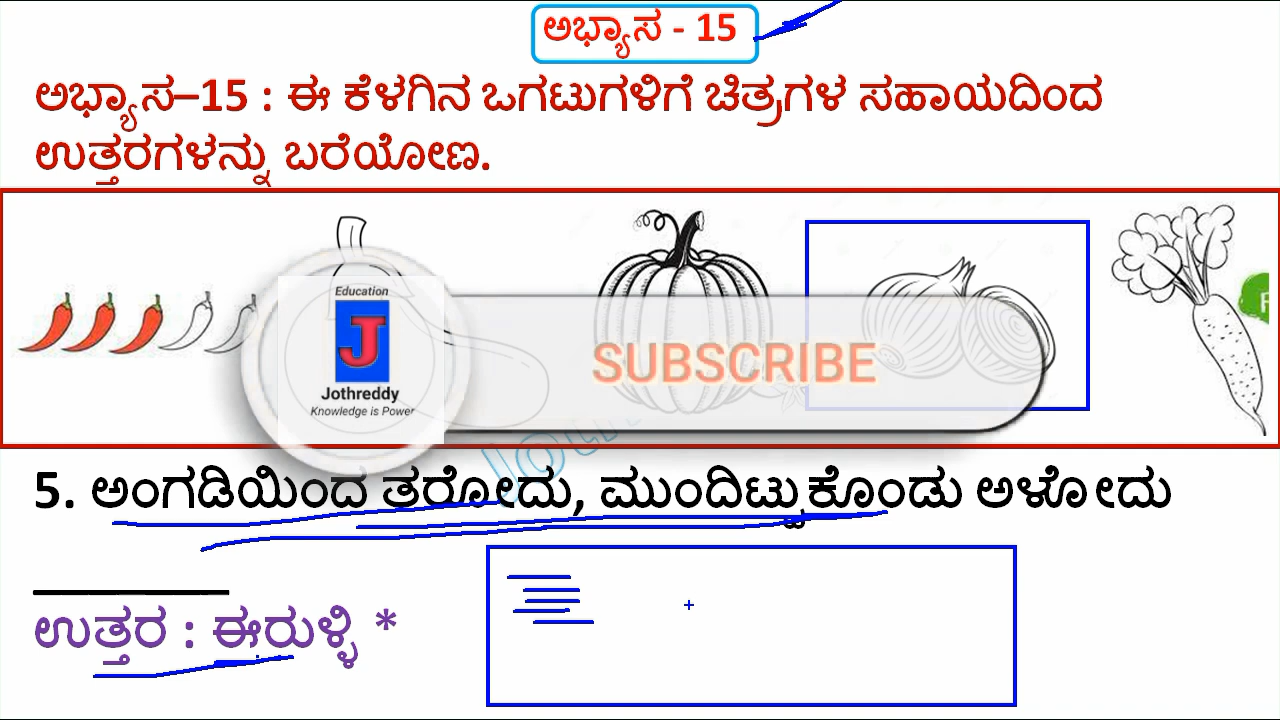 ಅಭ್ಯಾಸ - 15
ಅಭ್ಯಾಸ–15 : ಈ ಕೆಳಗಿನ ಒಗಟುಗಳಿಗೆ ಚಿತ್ರಗಳ ಸಹಾಯದಿಂದ
ಉತ್ತರಗಳನ್ನು ಬರೆಯೋಣ.
Education
J
Jothreddy
Knowledge is Power
SUBSCRIBE
5. ಅಂಗಡಿಯಿಂದ ತರೋದು, ಮುಂದಿಟ್ಟುಕೊಂಡು ಅಳೋದು
ಉತ್ತರ : ಈರುಳ್ಳಿ *